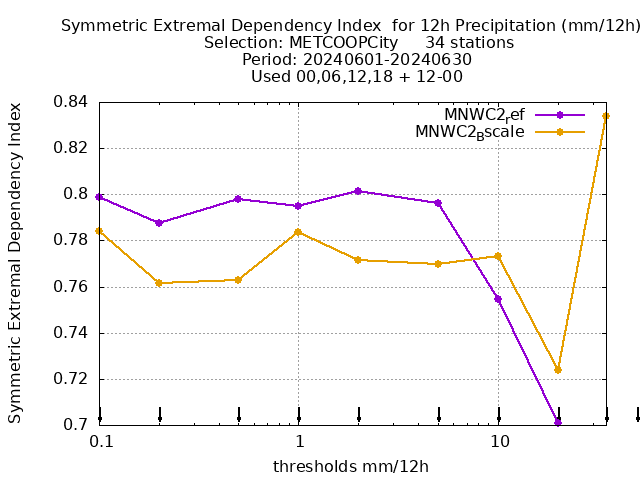 Symmetric Extremal Dependency Index for 12h Precipitation (mm/12h)
Selection: METCOOPCity 34 stations
Period: 20240601-20240630
Used 00,06,12,18 + 12-00
Symmetric Extremal Dependency Index
0.84
0.82
0.8
0.78
0.76
0.74
0.72
0.7
MNWC2ref
MNWC2Bscale
0.1
1
10
thresholds mm/12h